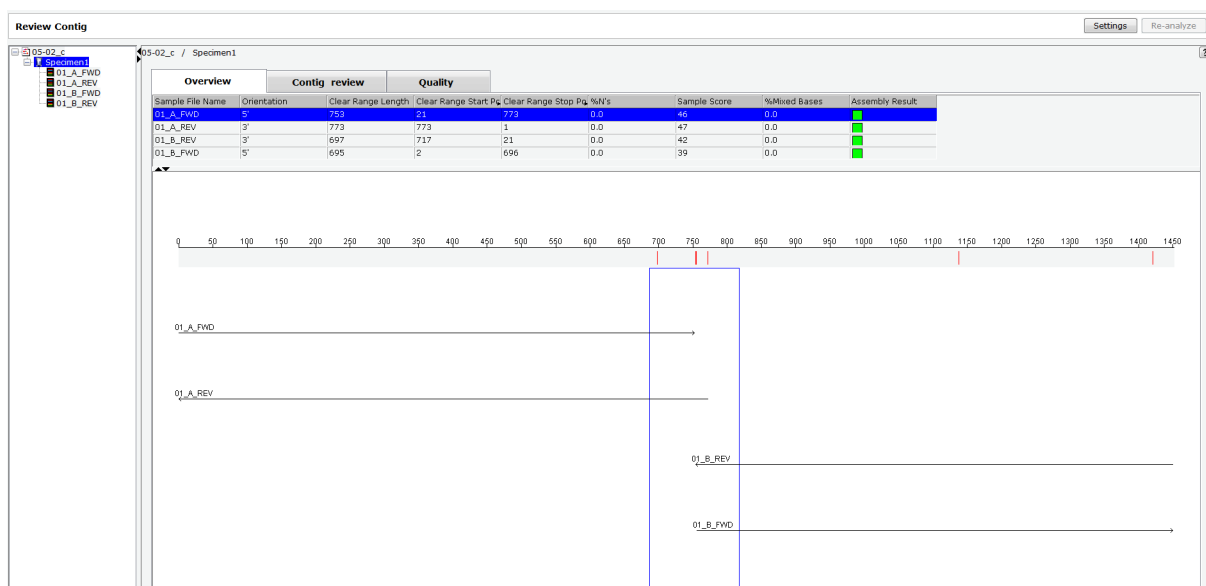 Review Contig
Settings
Re-analyze
05-02_c
Specimen1
01_A_FWD
01_A_REV
01_B_FWD
01_B_REV
05-02_c / Specimen1
?
Overview Contig review Quality
Sample File Name Orientation Clear Range Length Clear Range Start Po Clear Range Stop Po %N's Sample Score %Mixed Bases Assembly Result
01_A_FWD 5' 753 21 773 0.0 46 0.0
01_A_REV 3' 773 773 1 0.0 47 0.0
01_B_REV 3' 697 717 21 0.0 42 0.0
01_B_FWD 5' 695 2 696 0.0 39 0.0
0 50 100 150 200 250 300 350 400 450 500 550 600 650 700 750 800 850 900 950 1000 1050 1100 1150 1200 1250 1300 1350 1400 1450
01_A_FWD
01_A_REV
01_B_REV
01_B_FWD